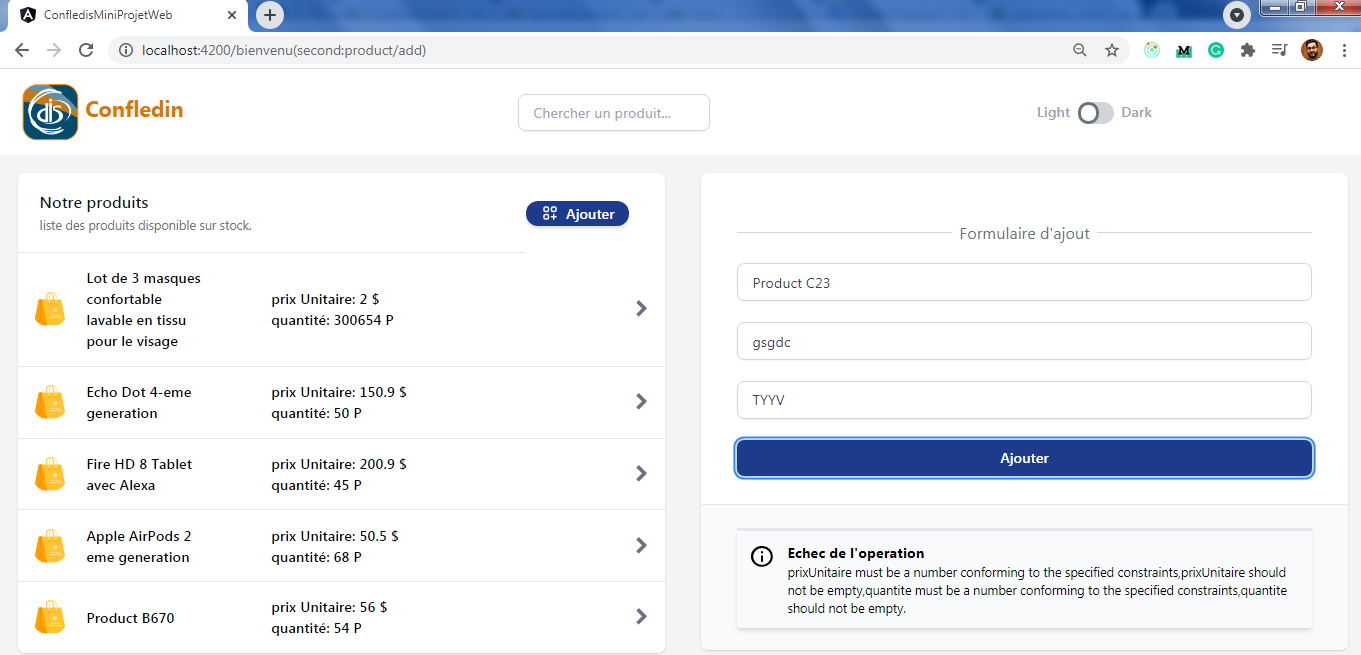 ConfledisMiniProjetWeb
localhost:4200/bienvenu(second:product/add)
dis
Confledin
Chercher un produit...
Light
Dark
Notre produits
liste des produits disponible sur stock.
Ajouter
Lot de 3 masques
confortable
lavable en tissu
pour le visage
prix Unitaire: 2 $
quantité: 300654 P
Echo Dot 4-eme
generation
prix Unitaire: 150.9 $
quantité: 50 P
Fire HD 8 Tablet
avec Alexa
prix Unitaire: 200.9 $
quantité: 45 P
Apple AirPods 2
eme generation
prix Unitaire: 50.5 $
quantité: 68 P
Product B670
prix Unitaire: 56 $
quantité: 54 P
Formulaire d'ajout
Product C23
gsgdc
TYYV
Ajouter
Echec de l'operation
prixUnitaire must be a number conforming to the specified constraints,prixUnitaire should
not be empty,quantite must be a number conforming to the specified constraints,quantite
should not be empty.